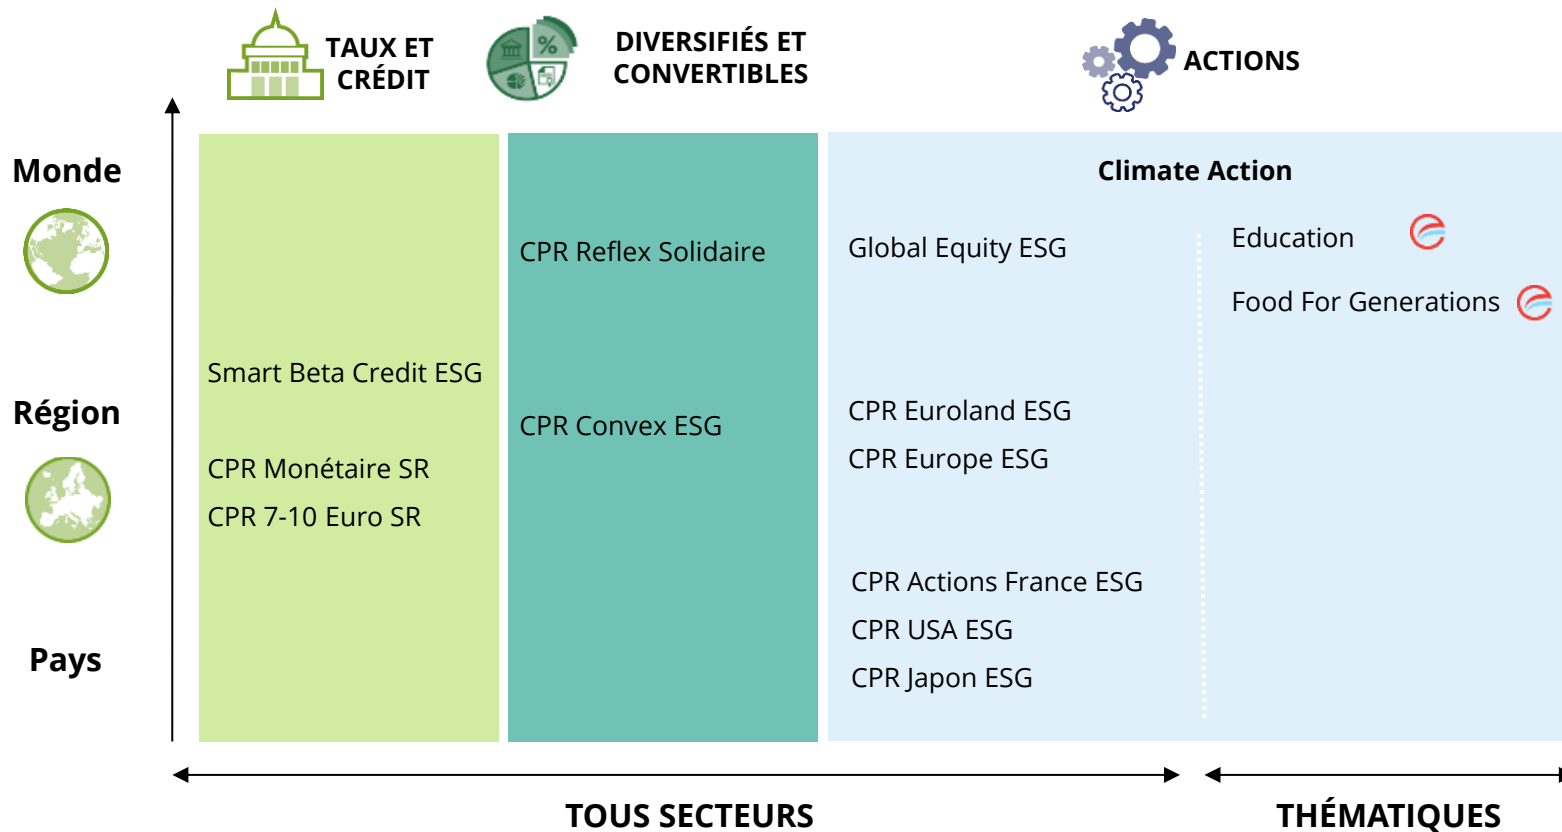 TAUX ET
CRÉDIT
DIVERSIFIÉS ET
CONVERTIBLES
ACTIONS
Monde
Région
Pays
Smart Beta Credit ESG
CPR Monétaire SR
CPR 7-10 Euro SR
%
CPR Reflex Solidaire
CPR Convex ESG
Climate Action
Global Equity ESG
CPR Euroland ESG
CPR Europe ESG
CPR Actions France ESG
CPR USA ESG
CPR Japon ESG
Education
Food For Generations
TOUS SECTEURS
THÉMATIQUES